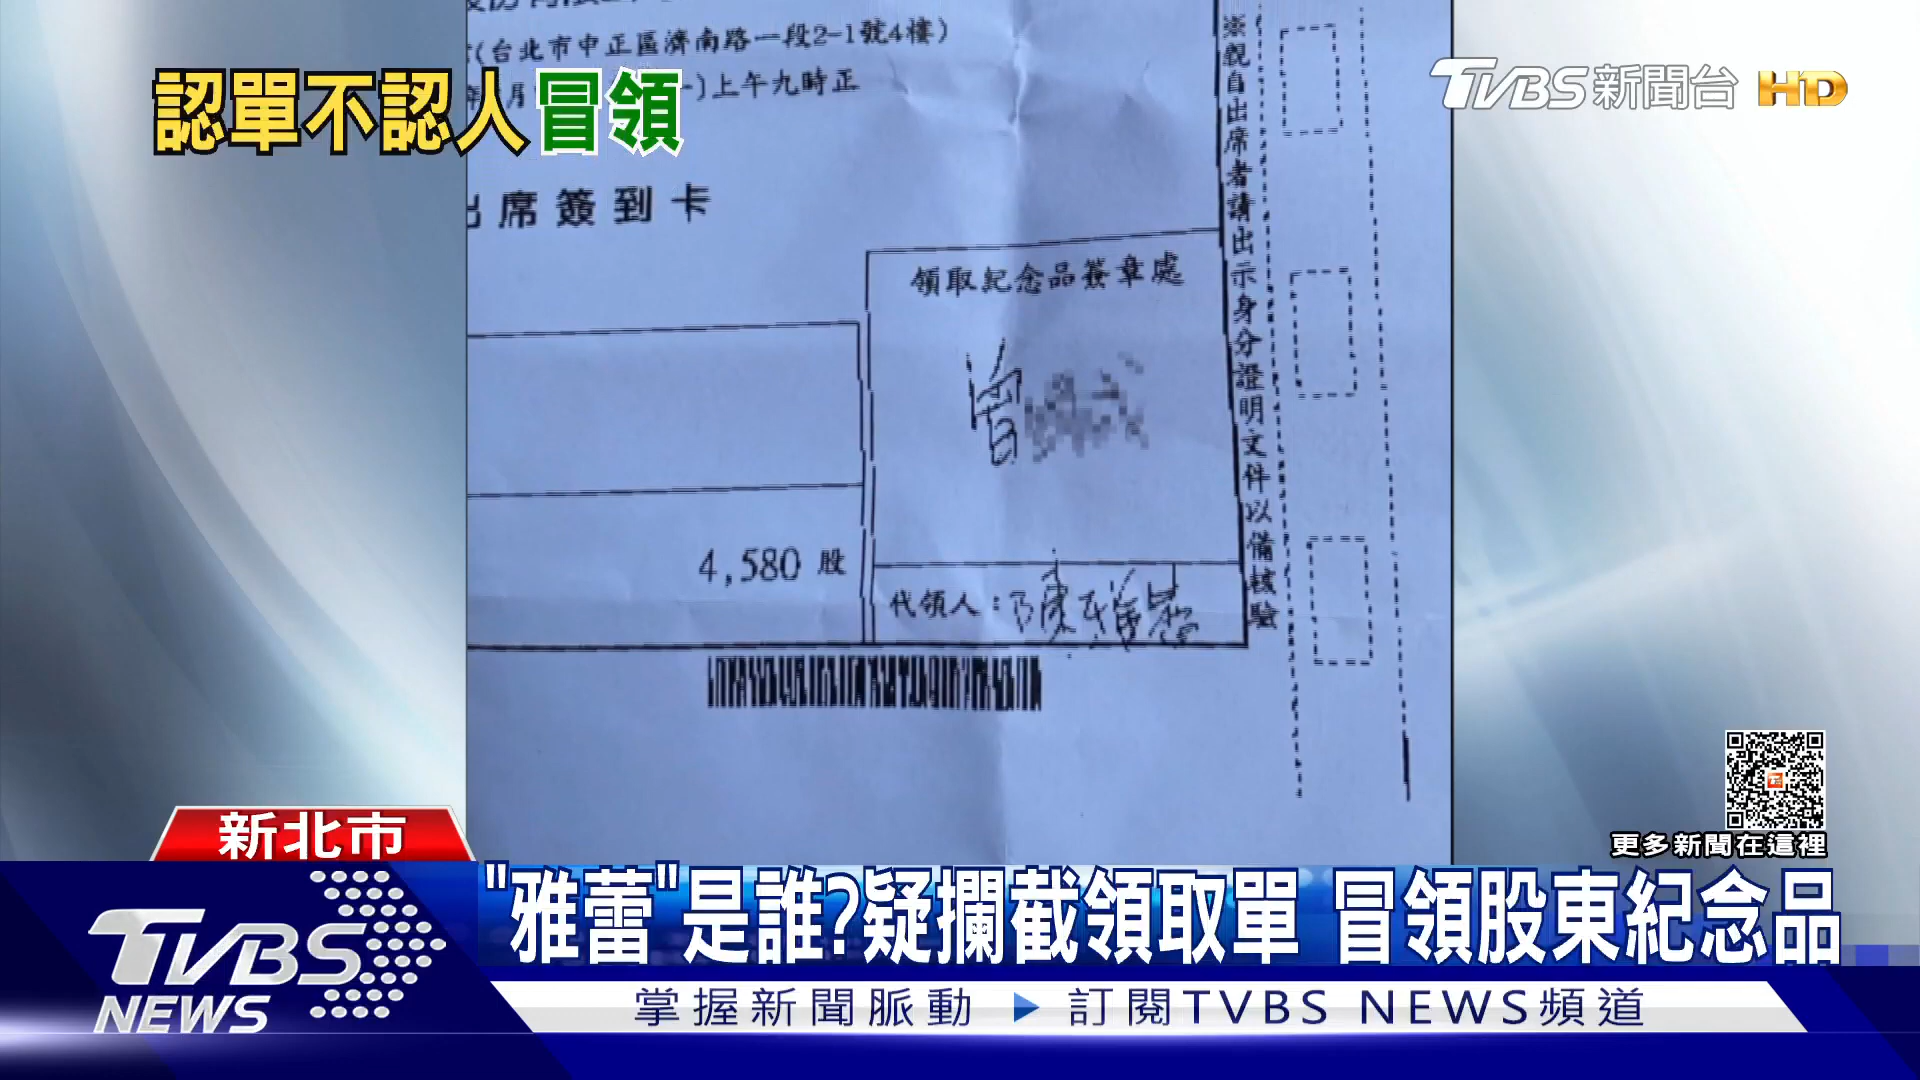 (台北市中正區濟南路一段2-1號4樓)
)上午九時正
認單不認人冒領
TVBS新聞台 HD
席簽到卡
領取紀念品簽章處
曾
4,580 股
代領人：陳雅蕾
※親自出席者請出示身分證明文件以備核驗
更多新聞在這裡
新北市
"雅蕾"是誰?疑攔截領取單 冒領股東紀念品
TVBS NEWS
掌握新聞脈動 ▶ 訂閱TVBS NEWS頻道